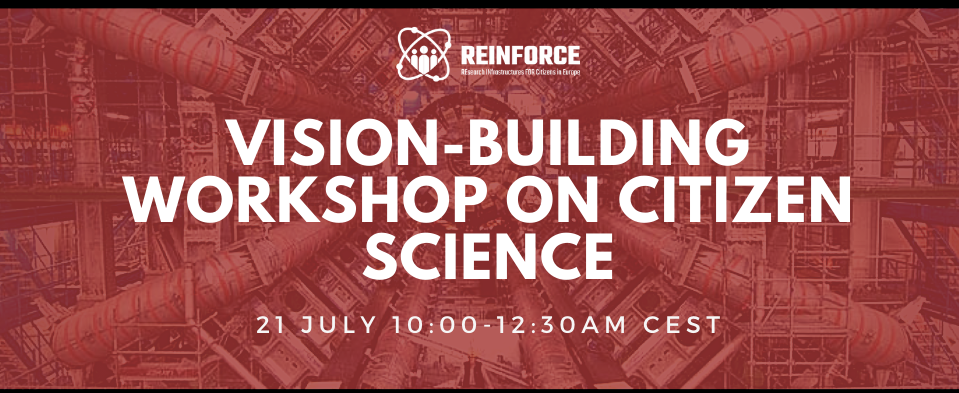 REINFORCE
REsearch INfrastructures FOR Citizens in Europe
VISION-BUILDING
WORKSHOP ON CITIZEN
SCIENCE
21 JULY 10:00-12:30AM CEST